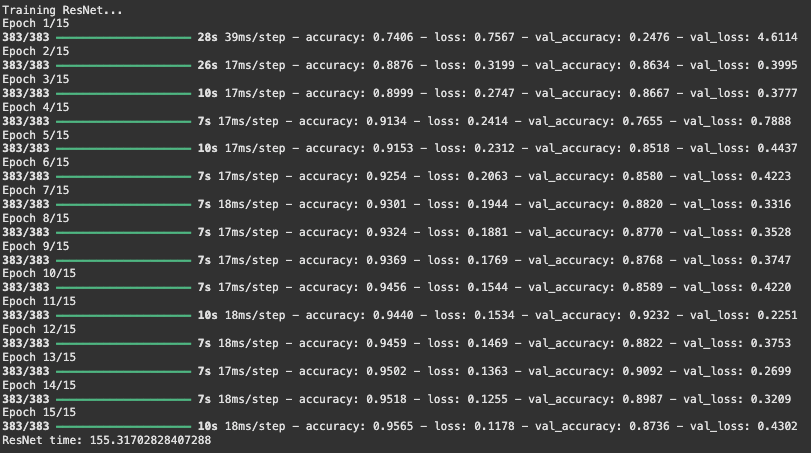 Training ResNet...
Epoch 1/15
383/383 ━━━━━━━━━━━━━━━━━━━━ 28s 39ms/step - accuracy: 0.7406 - loss: 0.7567 - val_accuracy: 0.2476 - val_loss: 4.6114
Epoch 2/15
383/383 ━━━━━━━━━━━━━━━━━━━━ 26s 17ms/step - accuracy: 0.8876 - loss: 0.3199 - val_accuracy: 0.8634 - val_loss: 0.3995
Epoch 3/15
383/383 ━━━━━━━━━━━━━━━━━━━━ 10s 17ms/step - accuracy: 0.8999 - loss: 0.2747 - val_accuracy: 0.8667 - val_loss: 0.3777
Epoch 4/15
383/383 ━━━━━━━━━━━━━━━━━━━━ 7s 17ms/step - accuracy: 0.9134 - loss: 0.2414 - val_accuracy: 0.7655 - val_loss: 0.7888
Epoch 5/15
383/383 ━━━━━━━━━━━━━━━━━━━━ 10s 17ms/step - accuracy: 0.9153 - loss: 0.2312 - val_accuracy: 0.8518 - val_loss: 0.4437
Epoch 6/15
383/383 ━━━━━━━━━━━━━━━━━━━━ 7s 17ms/step - accuracy: 0.9254 - loss: 0.2063 - val_accuracy: 0.8580 - val_loss: 0.4223
Epoch 7/15
383/383 ━━━━━━━━━━━━━━━━━━━━ 7s 18ms/step - accuracy: 0.9301 - loss: 0.1944 - val_accuracy: 0.8820 - val_loss: 0.3316
Epoch 8/15
383/383 ━━━━━━━━━━━━━━━━━━━━ 7s 17ms/step - accuracy: 0.9324 - loss: 0.1881 - val_accuracy: 0.8770 - val_loss: 0.3528
Epoch 9/15
383/383 ━━━━━━━━━━━━━━━━━━━━ 7s 17ms/step - accuracy: 0.9369 - loss: 0.1769 - val_accuracy: 0.8768 - val_loss: 0.3747
Epoch 10/15
383/383 ━━━━━━━━━━━━━━━━━━━━ 7s 17ms/step - accuracy: 0.9456 - loss: 0.1544 - val_accuracy: 0.8589 - val_loss: 0.4220
Epoch 11/15
383/383 ━━━━━━━━━━━━━━━━━━━━ 10s 18ms/step - accuracy: 0.9440 - loss: 0.1534 - val_accuracy: 0.9232 - val_loss: 0.2251
Epoch 12/15
383/383 ━━━━━━━━━━━━━━━━━━━━ 7s 18ms/step - accuracy: 0.9459 - loss: 0.1469 - val_accuracy: 0.8822 - val_loss: 0.3753
Epoch 13/15
383/383 ━━━━━━━━━━━━━━━━━━━━ 7s 17ms/step - accuracy: 0.9502 - loss: 0.1363 - val_accuracy: 0.9092 - val_loss: 0.2699
Epoch 14/15
383/383 ━━━━━━━━━━━━━━━━━━━━ 7s 18ms/step - accuracy: 0.9518 - loss: 0.1255 - val_accuracy: 0.8987 - val_loss: 0.3209
Epoch 15/15
383/383 ━━━━━━━━━━━━━━━━━━━━ 10s 18ms/step - accuracy: 0.9565 - loss: 0.1178 - val_accuracy: 0.8736 - val_loss: 0.4302
ResNet time: 155.31702828407288